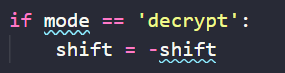 if mode == 'decrypt':
    shift = -shift